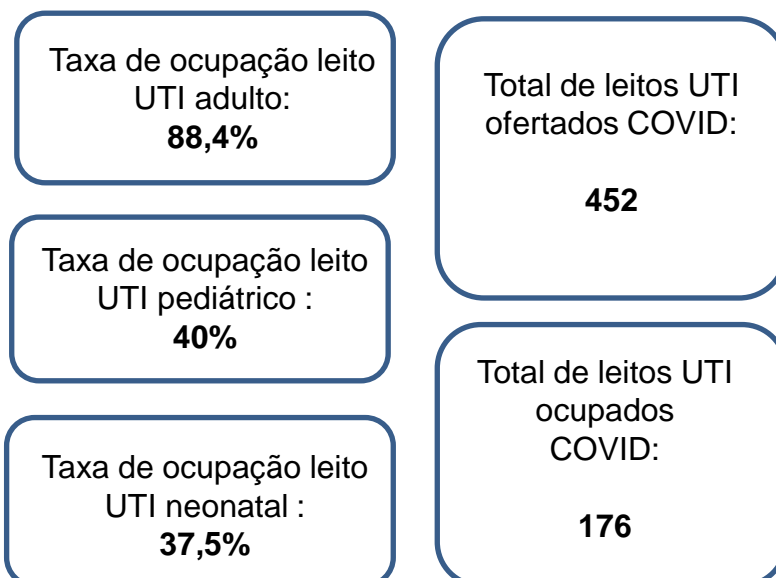 Taxa de ocupação leito
UTI adulto:
88,4%
Taxa de ocupação leito
UTI pediátrico :
40%
Taxa de ocupação leito
UTI neonatal :
37,5%
Total de leitos UTI
ofertados COVID:
452
Total de leitos UTI
ocupados
COVID:
176